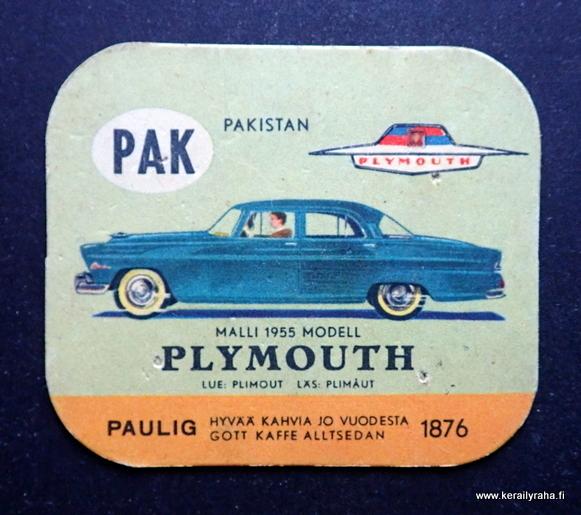 PAK
PAKISTAN
PLYMOUTH
MALLI 1955 MODELL
PLYMOUTH
LUE: PLIMOUT LÄS: PLIMÅUT
PAULIG HYVÄÄ KAHVIA JO VUODESTA 1876
GOTT KAFFE ALLTSEDAN
www.kerailyraha.fi